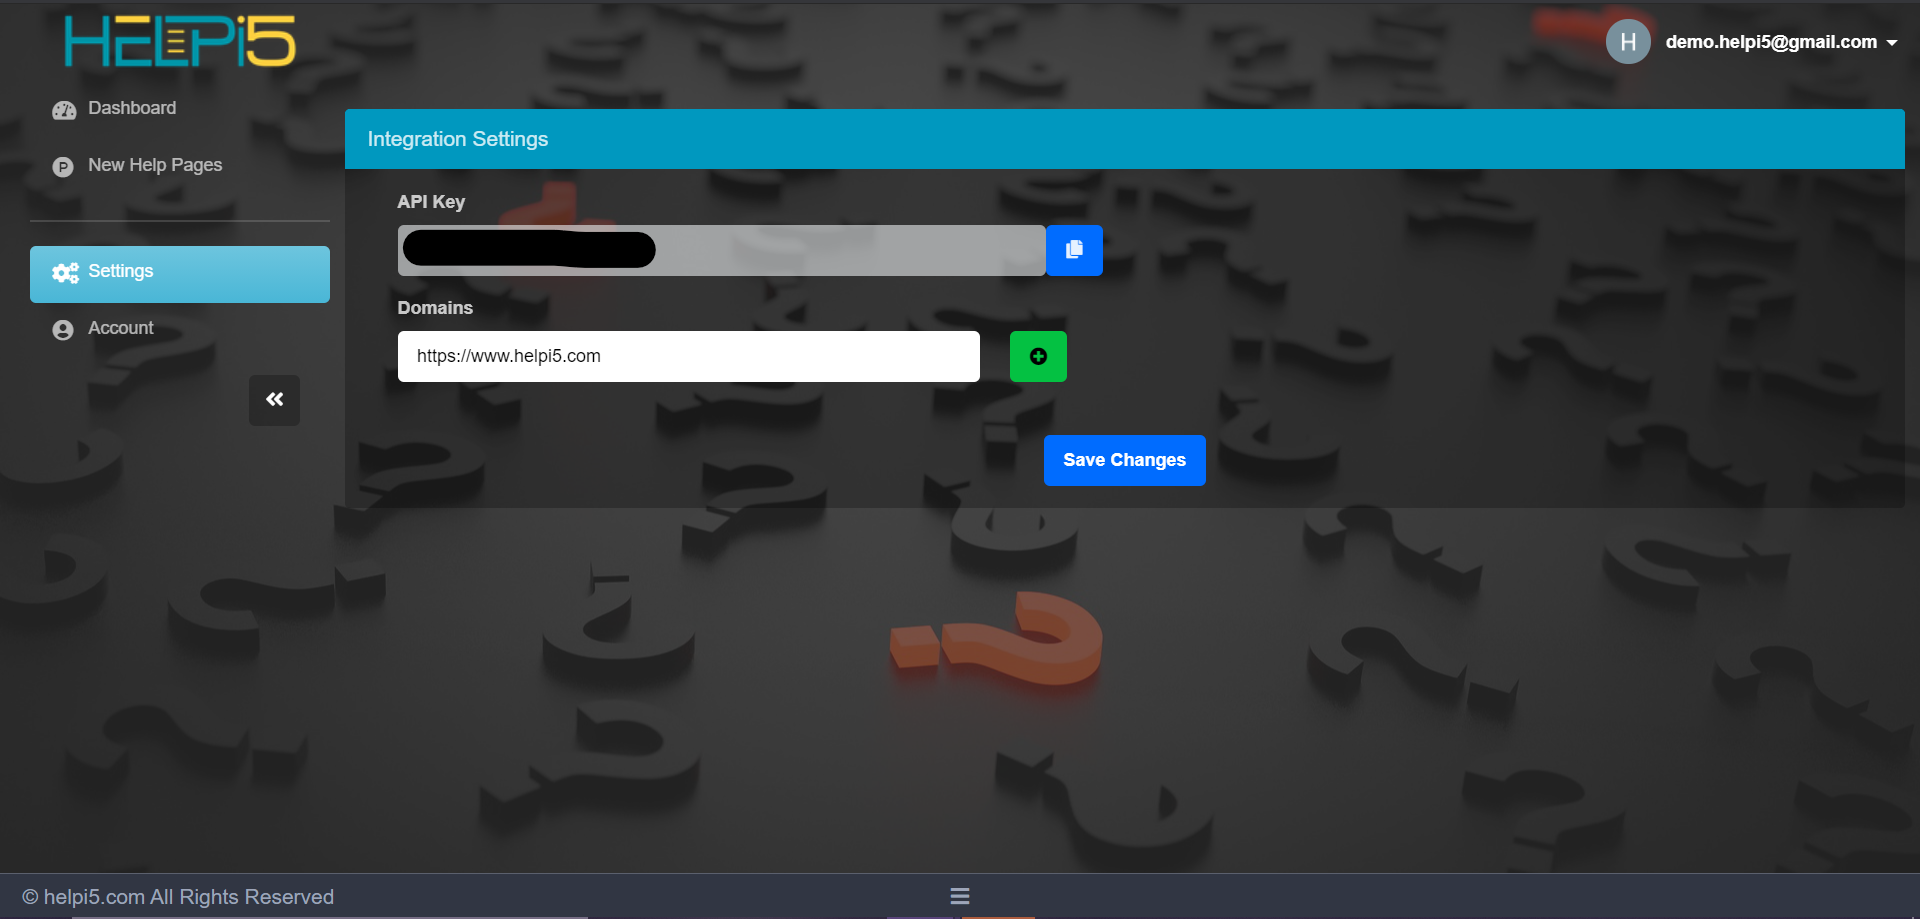 HELPi5
demo.helpi5@gmail.com
H
Dashboard
New Help Pages
Settings
Account
Integration Settings
API Key
Domains
https://www.helpi5.com
Save Changes
© helpi5.com All Rights Reserved